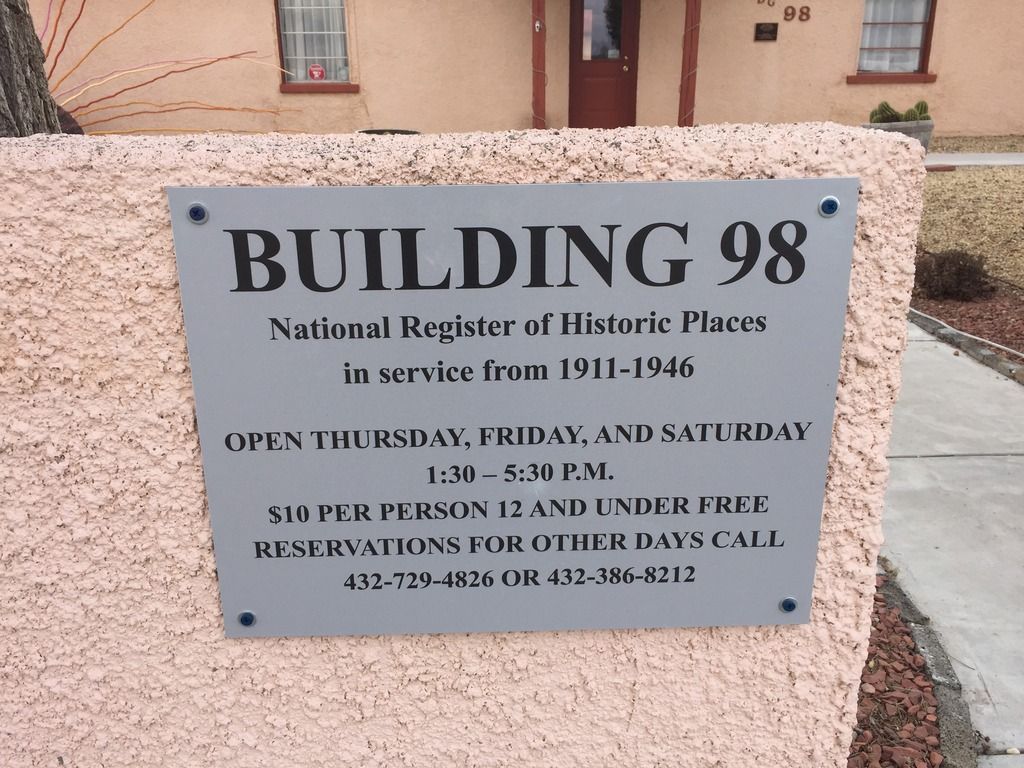 98
BUILDING 98
National Register of Historic Places
in service from 1911-1946
OPEN THURSDAY, FRIDAY, AND SATURDAY
1:30 – 5:30 P.M.
$10 PER PERSON 12 AND UNDER FREE
RESERVATIONS FOR OTHER DAYS CALL
432-729-4826 OR 432-386-8212